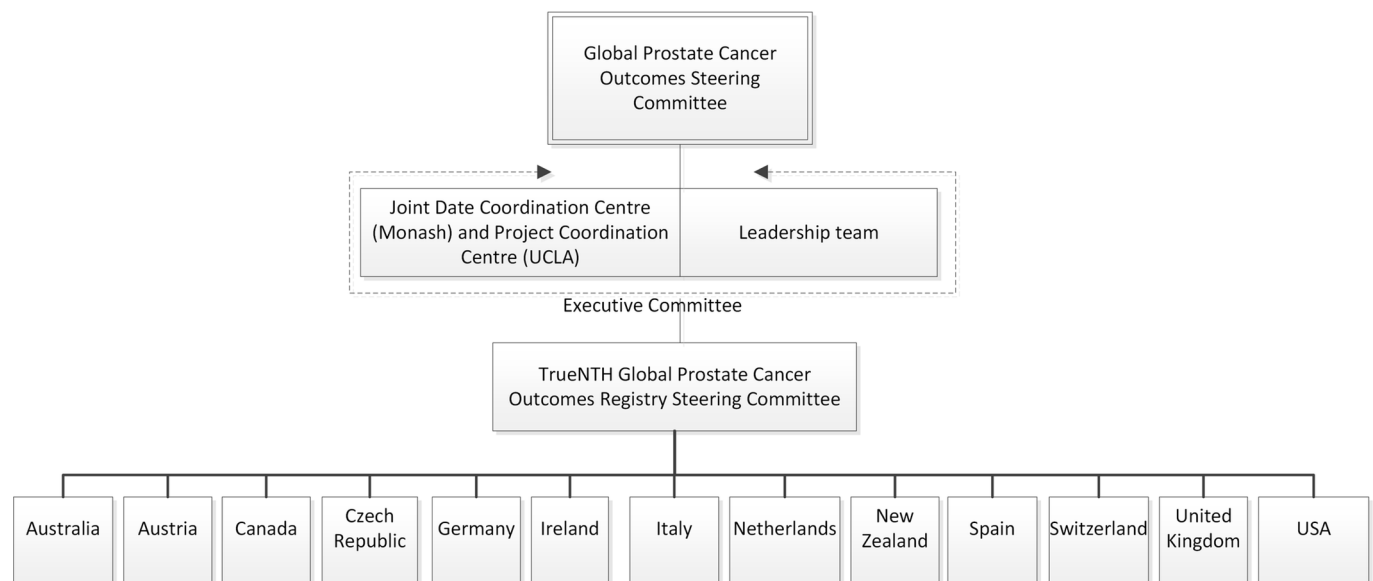 Global Prostate Cancer
Outcomes Steering
Committee
Joint Date Coordination Centre
(Monash) and Project Coordination
Centre (UCLA)
Leadership team
Executive Committee
TrueNTH Global Prostate Cancer
Outcomes Registry Steering Committee
Australia
Austria
Canada
Czech
Republic
Germany
Ireland
Italy
Netherlands
New
Zealand
Spain
Switzerland
United
Kingdom
USA